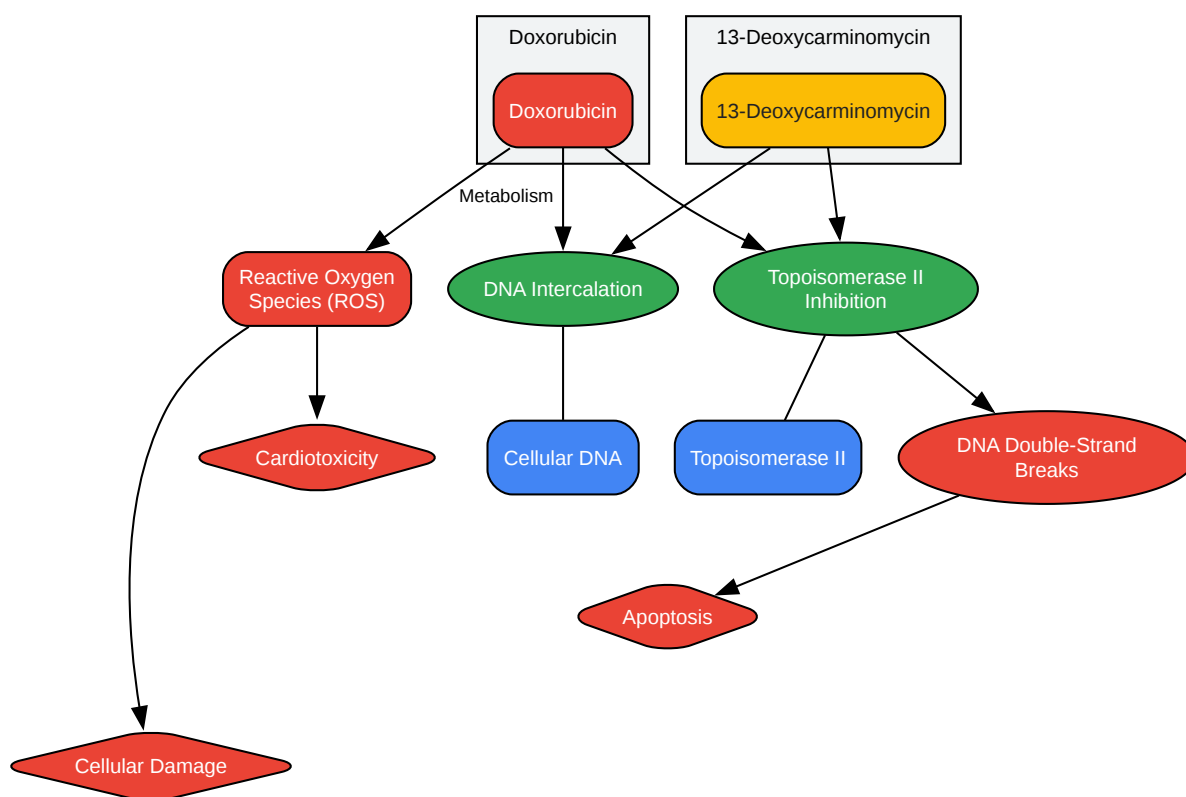 Doxorubicin
13-Deoxycarminomycin
Doxorubicin
13-Deoxycarminomycin
Metabolism
Reactive Oxygen
Species (ROS)
DNA Intercalation
Topoisomerase II
Inhibition
Cardiotoxicity
Cellular DNA
Topoisomerase II
DNA Double-Strand
Breaks
Apoptosis
Cellular Damage